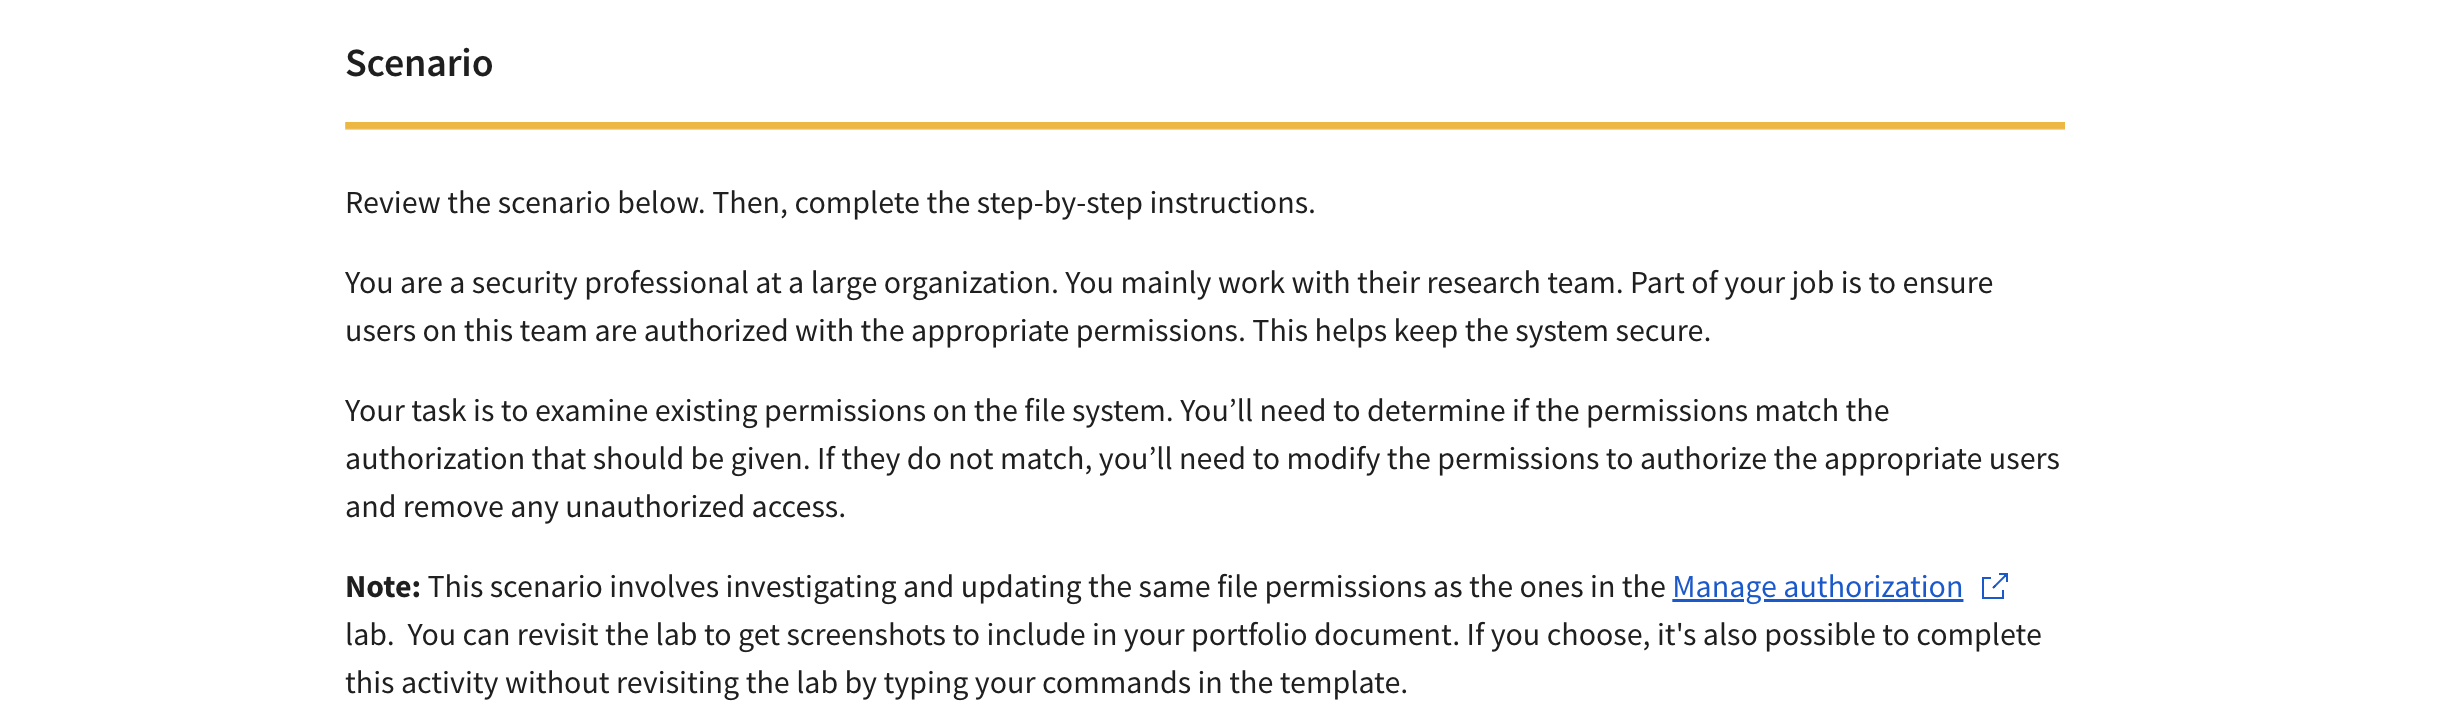 Scenario
Review the scenario below. Then, complete the step-by-step instructions.
You are a security professional at a large organization. You mainly work with their research team. Part of your job is to ensure
users on this team are authorized with the appropriate permissions. This helps keep the system secure.
Your task is to examine existing permissions on the file system. You’ll need to determine if the permissions match the
authorization that should be given. If they do not match, you’ll need to modify the permissions to authorize the appropriate users
and remove any unauthorized access.
Note: This scenario involves investigating and updating the same file permissions as the ones in the Manage authorization
lab.  You can revisit the lab to get screenshots to include in your portfolio document. If you choose, it's also possible to complete
this activity without revisiting the lab by typing your commands in the template.